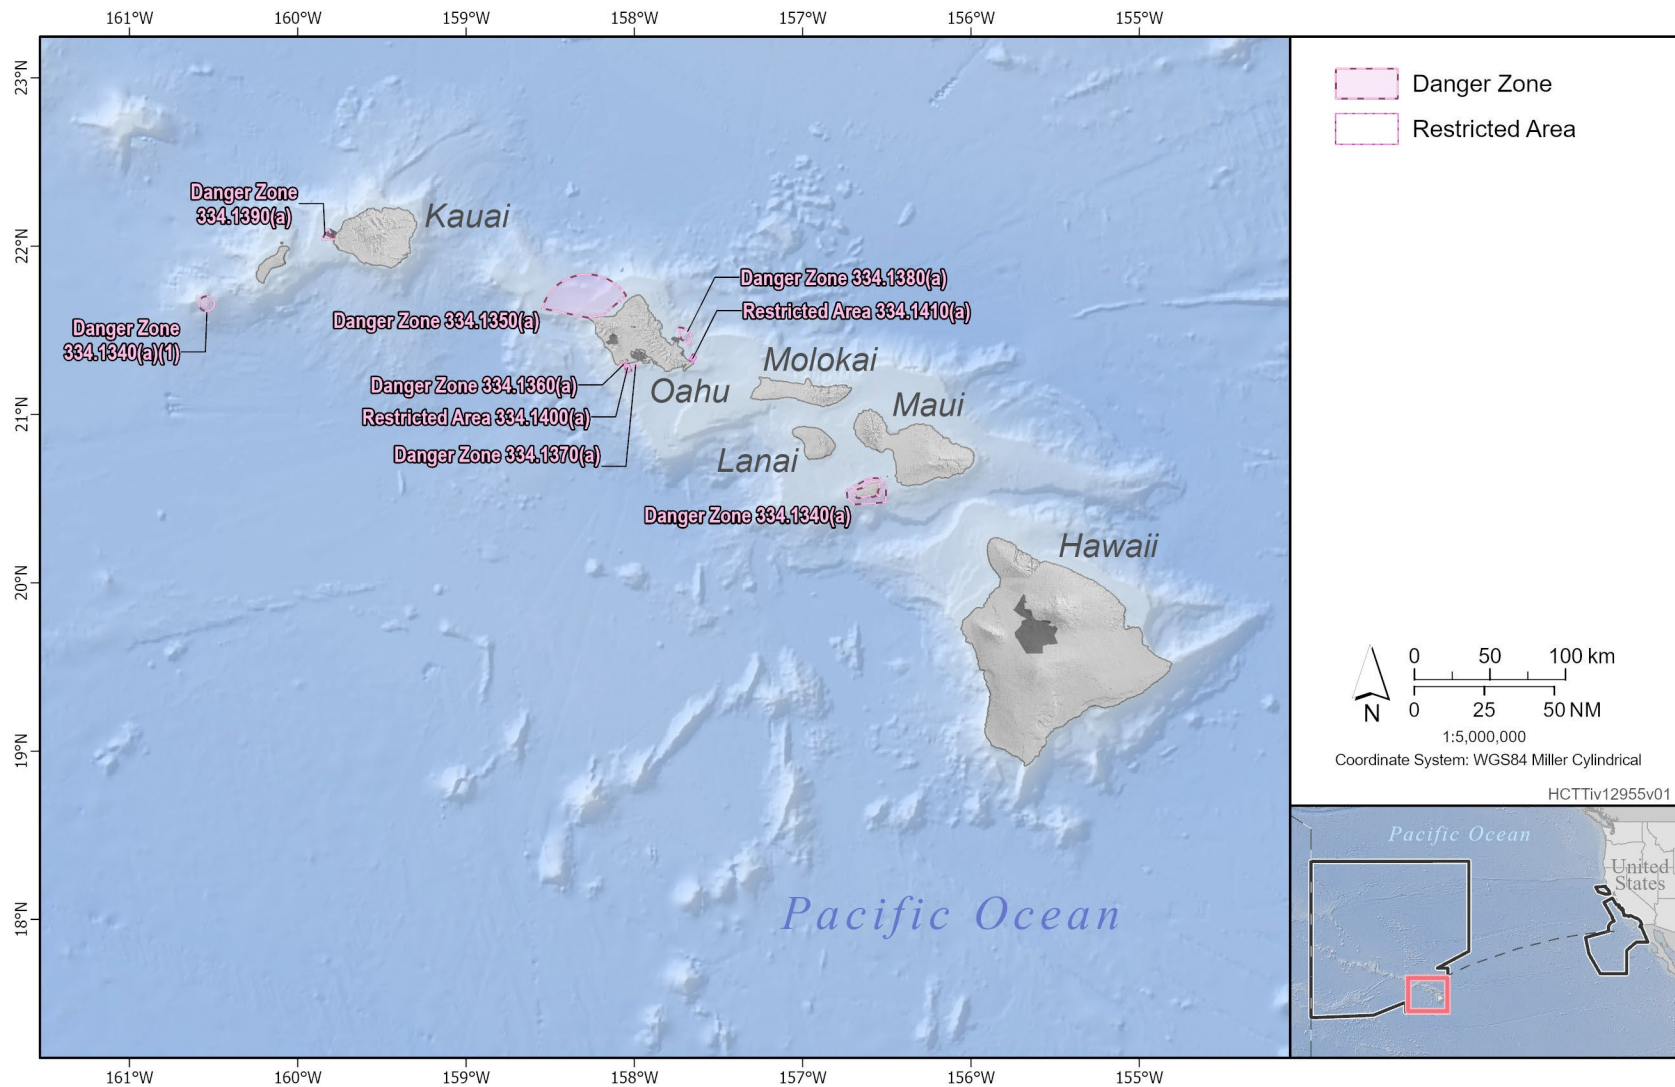 161°W 160°W 159°W 158°W 157°W 156°W 155°W
23°N
22°N
21°N
20°N
19°N
18°N
Danger Zone
334.1390(a)
Kauai
Danger Zone
334.1340(a)(1)
Danger Zone 334.1350(a)
Danger Zone 334.1380(a)
Restricted Area 334.1410(a)
Danger Zone 334.1360(a)
Restricted Area 334.1400(a)
Danger Zone 334.1370(a)
Oahu
Molokai
Maui
Lanai
Danger Zone 334.1340(a)
Hawaii
Pacific Ocean
161°W 160°W 159°W 158°W 157°W 156°W 155°W
Danger Zone
Restricted Area
N
0 50 100 km
0 25 50 NM
1:5,000,000
Coordinate System: WGS84 Miller Cylindrical
HCTTiv12955v01
Pacific Ocean
United
States